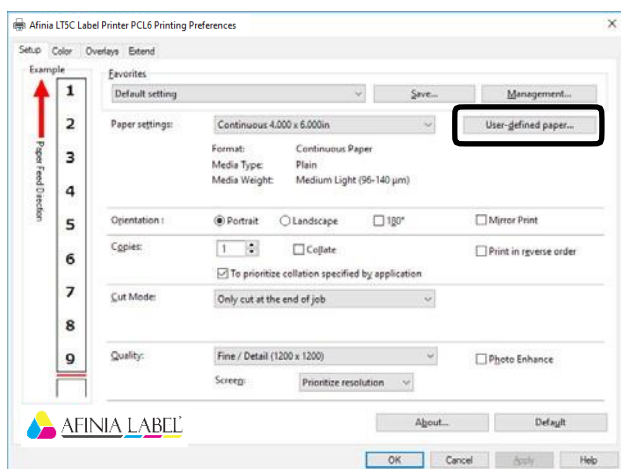 Afinia LT5C Label Printer PCL6 Printing Preferences
Setup Color Overlays Extend
Example
1
2
3
4
5
6
7
8
9
Paper Feed Direction
Favorites
Default setting Save... Management...
Paper settings: Continuous 4.000 x 6.000in User-defined paper...
Format: Continuous Paper
Media Type: Plain
Media Weight: Medium Light (96-140 µm)
Orientation : Portrait Landscape 180° Mirror Print
Copies: 1 Collate Print in reverse order
To prioritize collation specified by application
Cut Mode: Only cut at the end of job
Quality: Fine / Detail (1200 x 1200) Photo Enhance
Screen: Prioritize resolution
AFINIA LABEL
About... Default
OK Cancel Apply Help